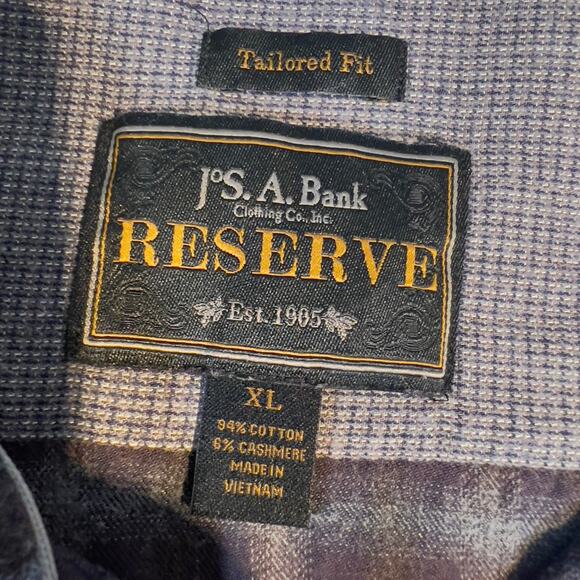 Tailored Fit
JoS. A. Bank
Clothing Co., Inc.
RESERVE
Est. 1905
XL
94% COTTON
6% CASHMERE
MADE IN
VIETNAM